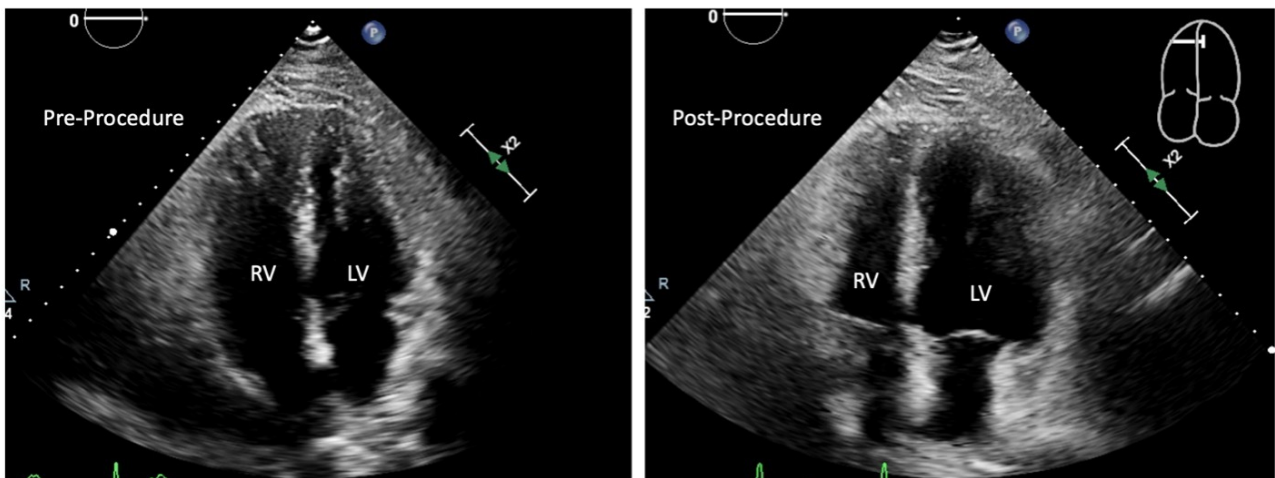 0
P
Pre-Procedure
X2
RV
LV
R
4
0
P
Post-Procedure
X2
RV
LV
R
2